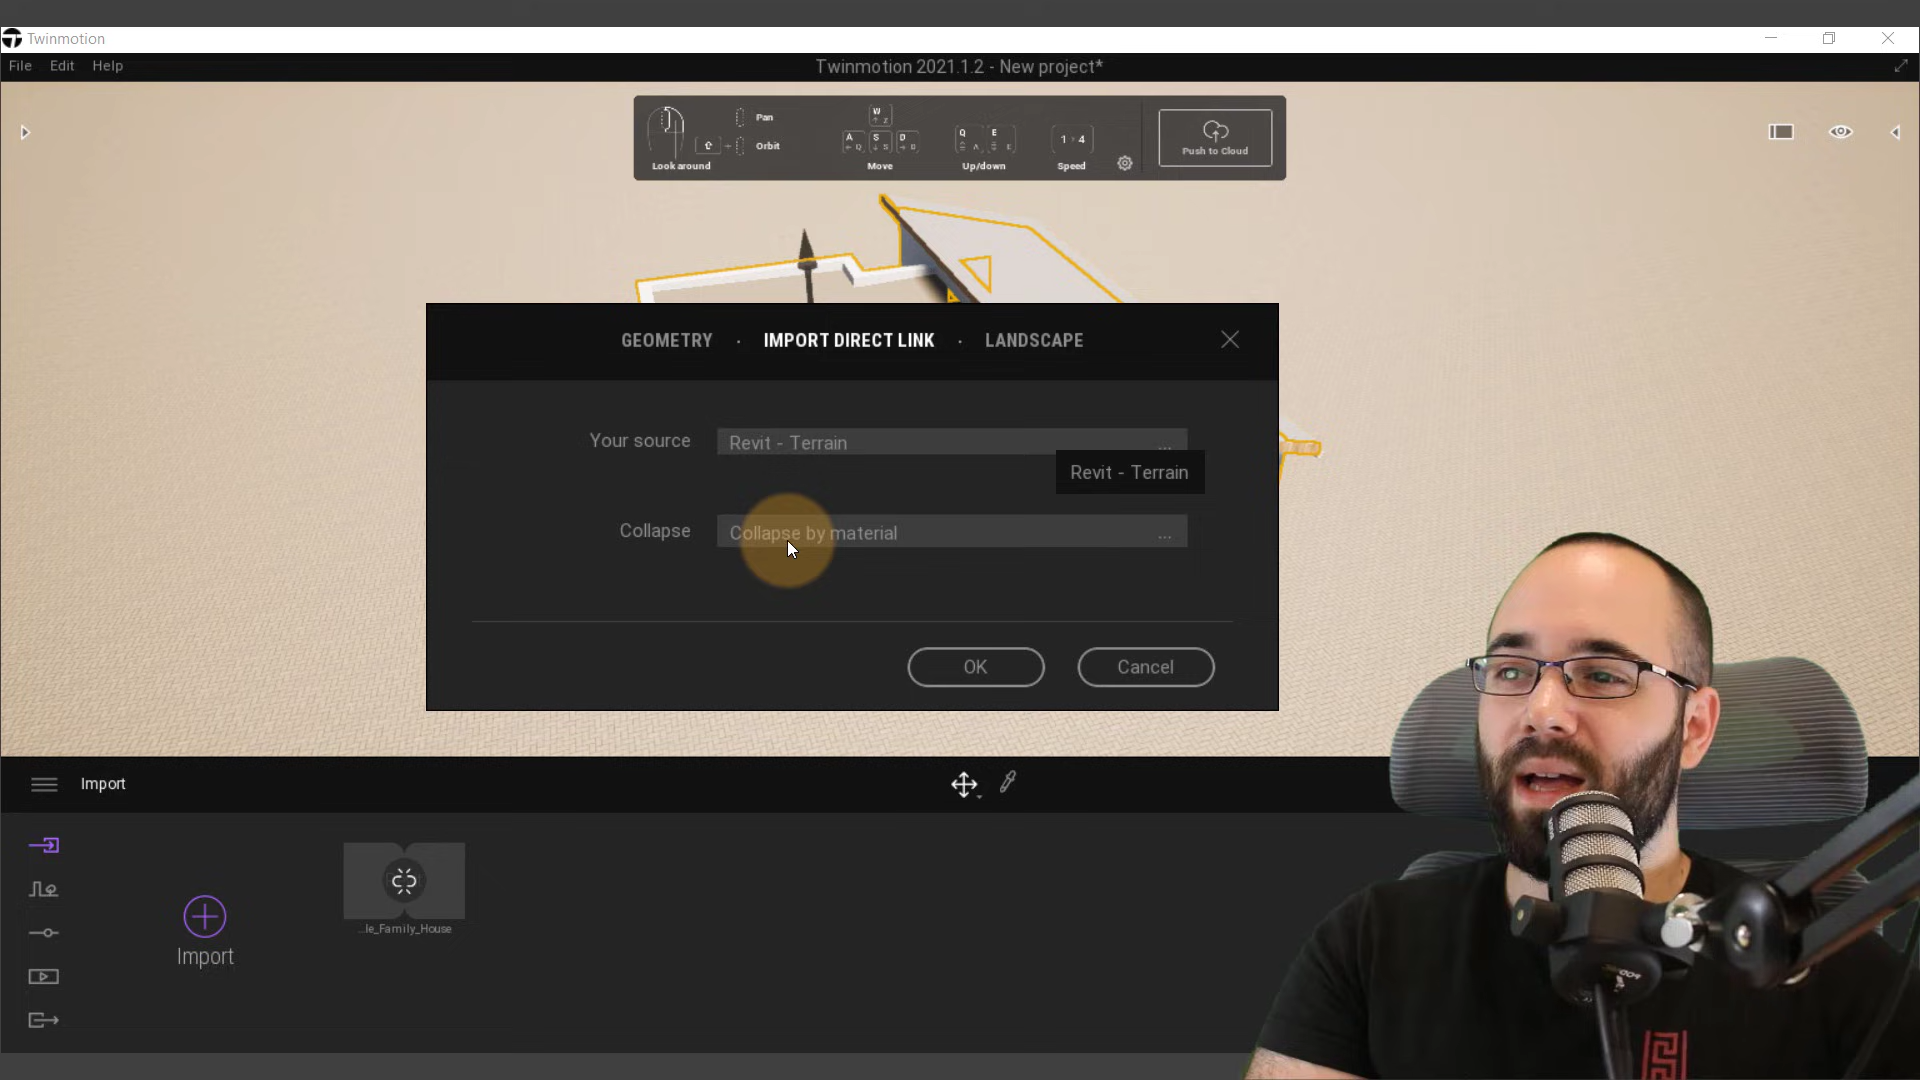 Twinmotion
File Edit Help
Twinmotion 2021.1.2 - New project*
Pan
Orbit
Look around
W
Z
A
Q
S
S
D
D
Move
Q
A
E
E
Up/down
1 > 4
Speed
Push to Cloud
GEOMETRY · IMPORT DIRECT LINK · LANDSCAPE
Your source
Revit - Terrain
...
Revit - Terrain
Collapse
Collapse by material
...
OK
Cancel
Import
Import
...le_Family_House